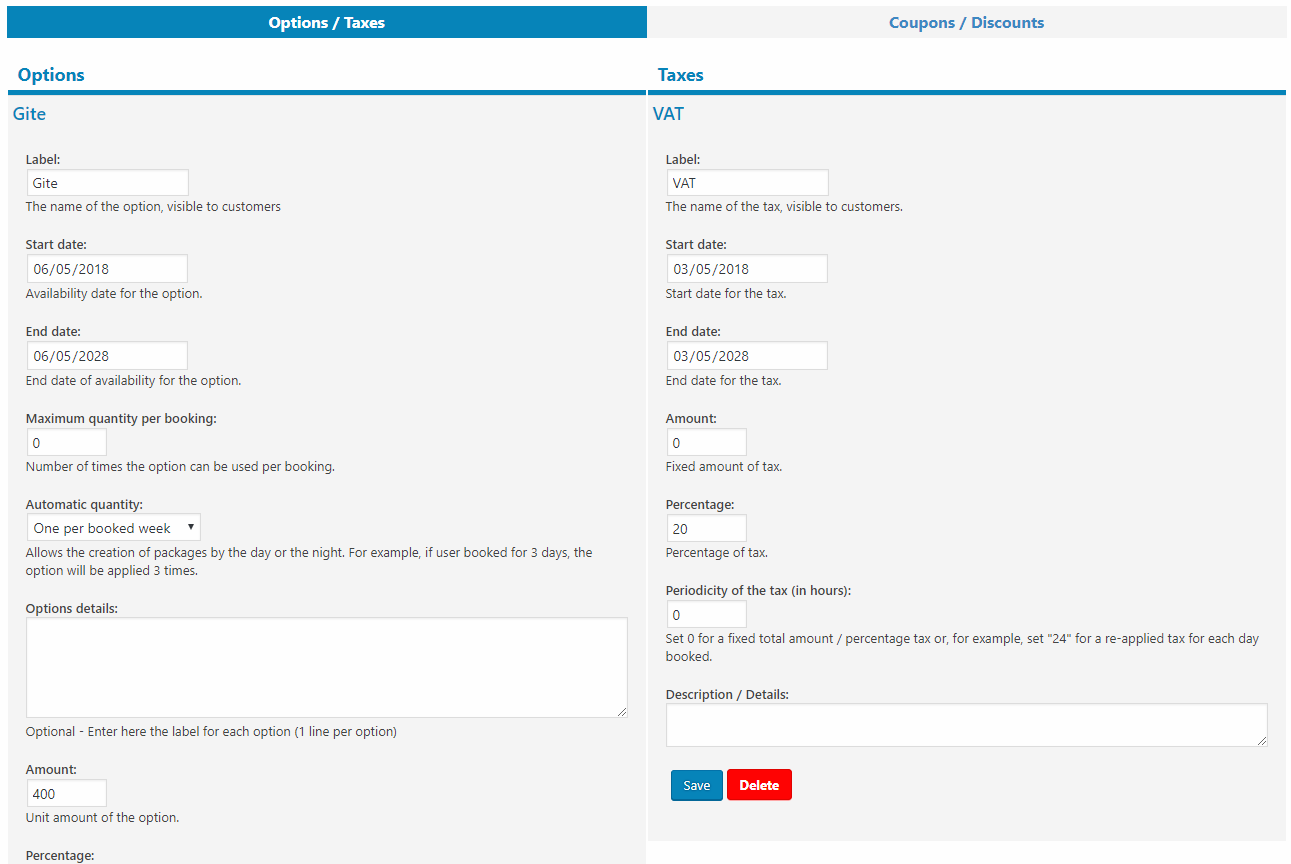 Options / Taxes
Coupons / Discounts
Options
Gite
Label:
Gite
The name of the option, visible to customers
Start date:
06/05/2018
Availability date for the option.
End date:
06/05/2028
End date of availability for the option.
Maximum quantity per booking:
0
Number of times the option can be used per booking.
Automatic quantity:
One per booked week
Allows the creation of packages by the day or the night. For example, if user booked for 3 days, the
option will be applied 3 times.
Options details:
Optional - Enter here the label for each option (1 line per option)
Amount:
400
Unit amount of the option.
Percentage:
Taxes
VAT
Label:
VAT
The name of the tax, visible to customers.
Start date:
03/05/2018
Start date for the tax.
End date:
03/05/2028
End date for the tax.
Amount:
0
Fixed amount of tax.
Percentage:
20
Percentage of tax.
Periodicity of the tax (in hours):
0
Set 0 for a fixed total amount / percentage tax or, for example, set "24" for a re-applied tax for each day
booked.
Description / Details:
Save
Delete